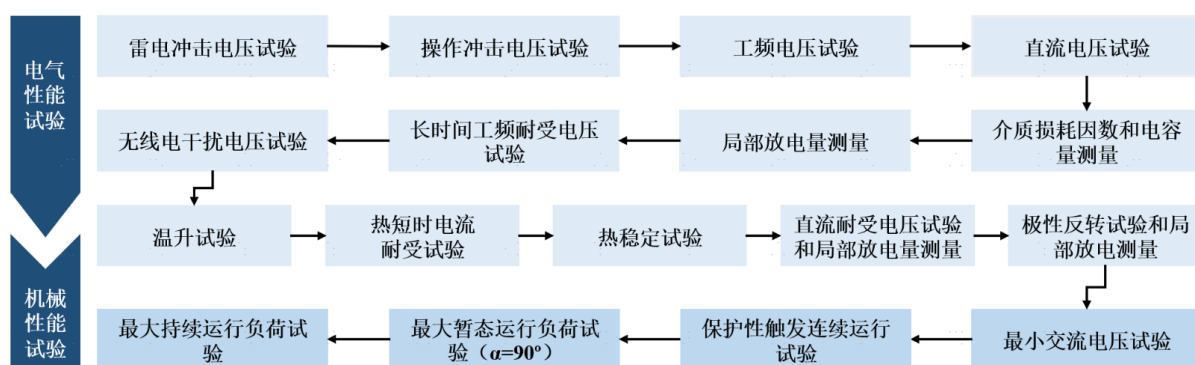 电气
性能
试验
雷电冲击电压试验
操作冲击电压试验
工频电压试验
直流电压试验
介质损耗因数和电容
量测量
局部放电量测量
长时间工频耐受电压
试验
无线电干扰电压试验
温升试验
热短时电流
耐受试验
热稳定试验
直流耐受电压试验
和局部放电量测量
极性反转试验和局
部放电测量
机械
性能
试验
最小交流电压试验
保护性触发连续运行
试验
最大暂态运行负荷试
验（α=90°）
最大持续运行负荷试
验